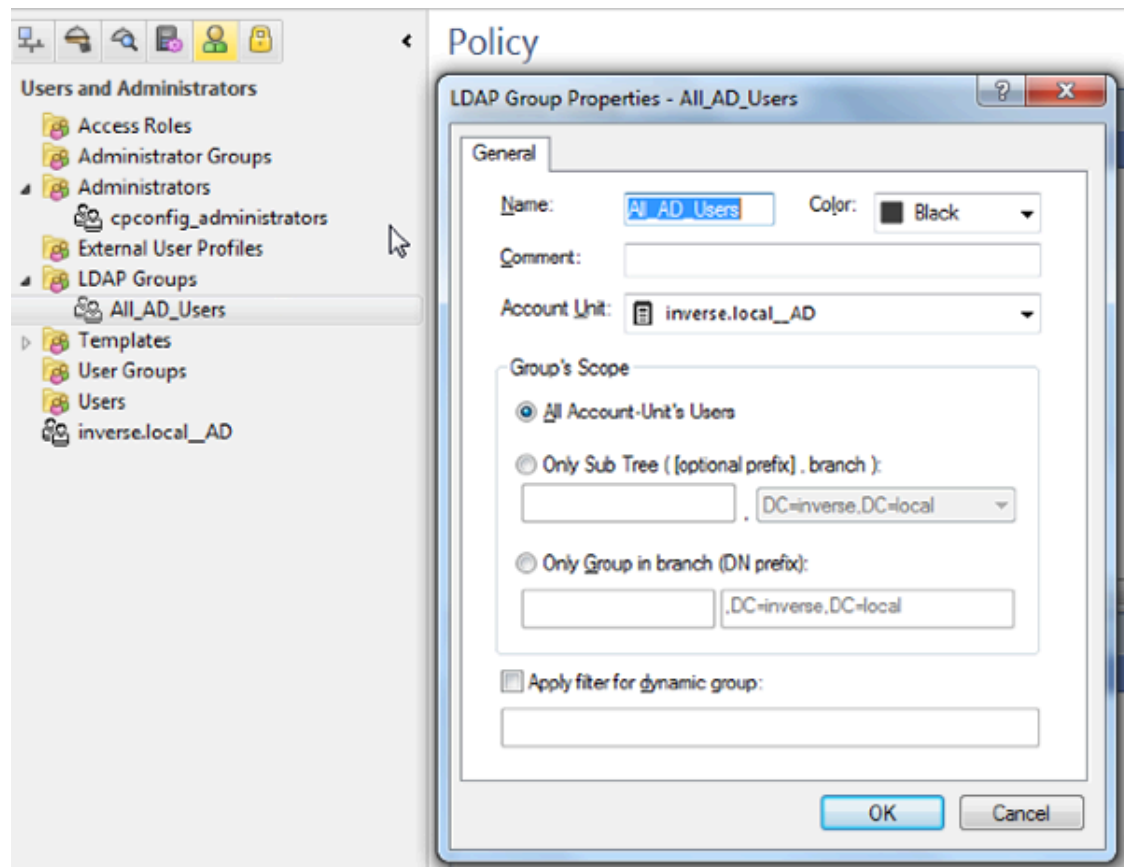 Policy
Users and Administrators
Access Roles
Administrator Groups
Administrators
cpconfig_administrators
External User Profiles
LDAP Groups
All_AD_Users
Templates
User Groups
Users
inverse.local__AD
LDAP Group Properties - All_AD_Users
General
Name: All_AD_Users Color: Black
Comment:
Account Unit: inverse.local__AD
Group's Scope
All Account-Unit's Users
Only Sub Tree ( [optional prefix] , branch ):
, DC=inverse,DC=local
Only Group in branch (DN prefix):
,DC=inverse,DC=local
Apply filter for dynamic group:
OK Cancel